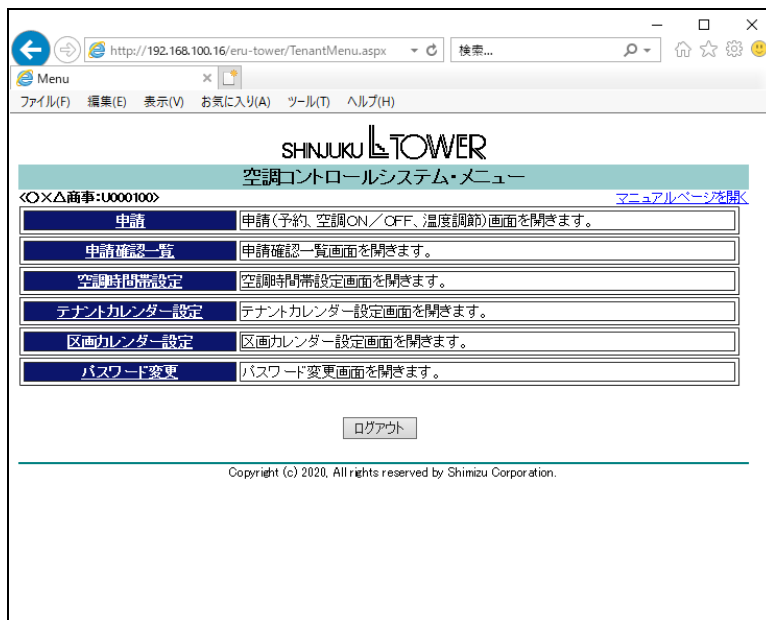 http://192.168.100.16/eru-tower/TenantMenu.aspx
検索...
Menu
ファイル(F) 編集(E) 表示(V) お気に入り(A) ツール(T) ヘルプ(H)
SHINJUKU L TOWER
空調コントロールシステム・メニュー
<○×△商事:U000100> マニュアルページを開く
申請 申請(予約、空調ON/OFF、温度調節)画面を開きます。
申請確認一覧 申請確認一覧画面を開きます。
空調時間帯設定 空調時間帯設定画面を開きます。
テナントカレンダー設定 テナントカレンダー設定画面を開きます。
区画カレンダー設定 区画カレンダー設定画面を開きます。
パスワード変更 パスワード変更画面を開きます。
ログアウト
Copyright (c) 2020, All rights reserved by Shimizu Corporation.